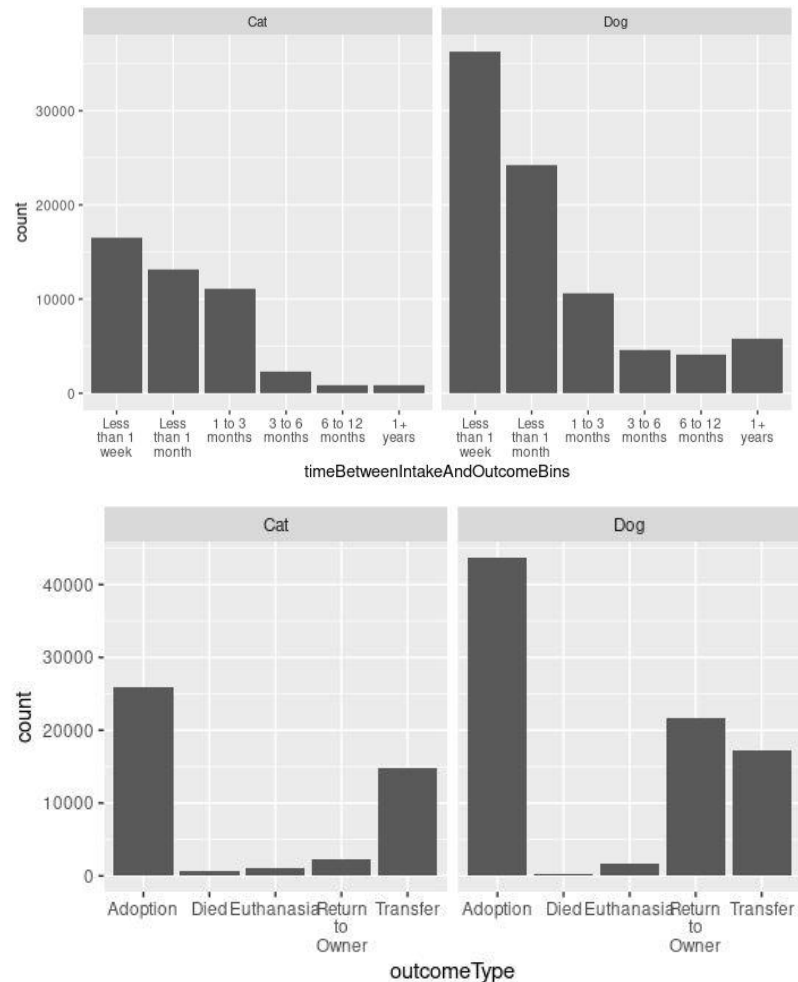 Cat Dog
30000
20000
10000
0
count
Less than 1 week Less than 1 month 1 to 3 months 3 to 6 months 6 to 12 months 1+ years Less than 1 week Less than 1 month 1 to 3 months 3 to 6 months 6 to 12 months 1+ years
timeBetweenIntakeAndOutcomeBins
Cat Dog
40000
30000
20000
10000
0
count
Adoption Died Euthanasia Return to Owner Transfer Adoption Died Euthanasia Return to Owner Transfer
outcomeType